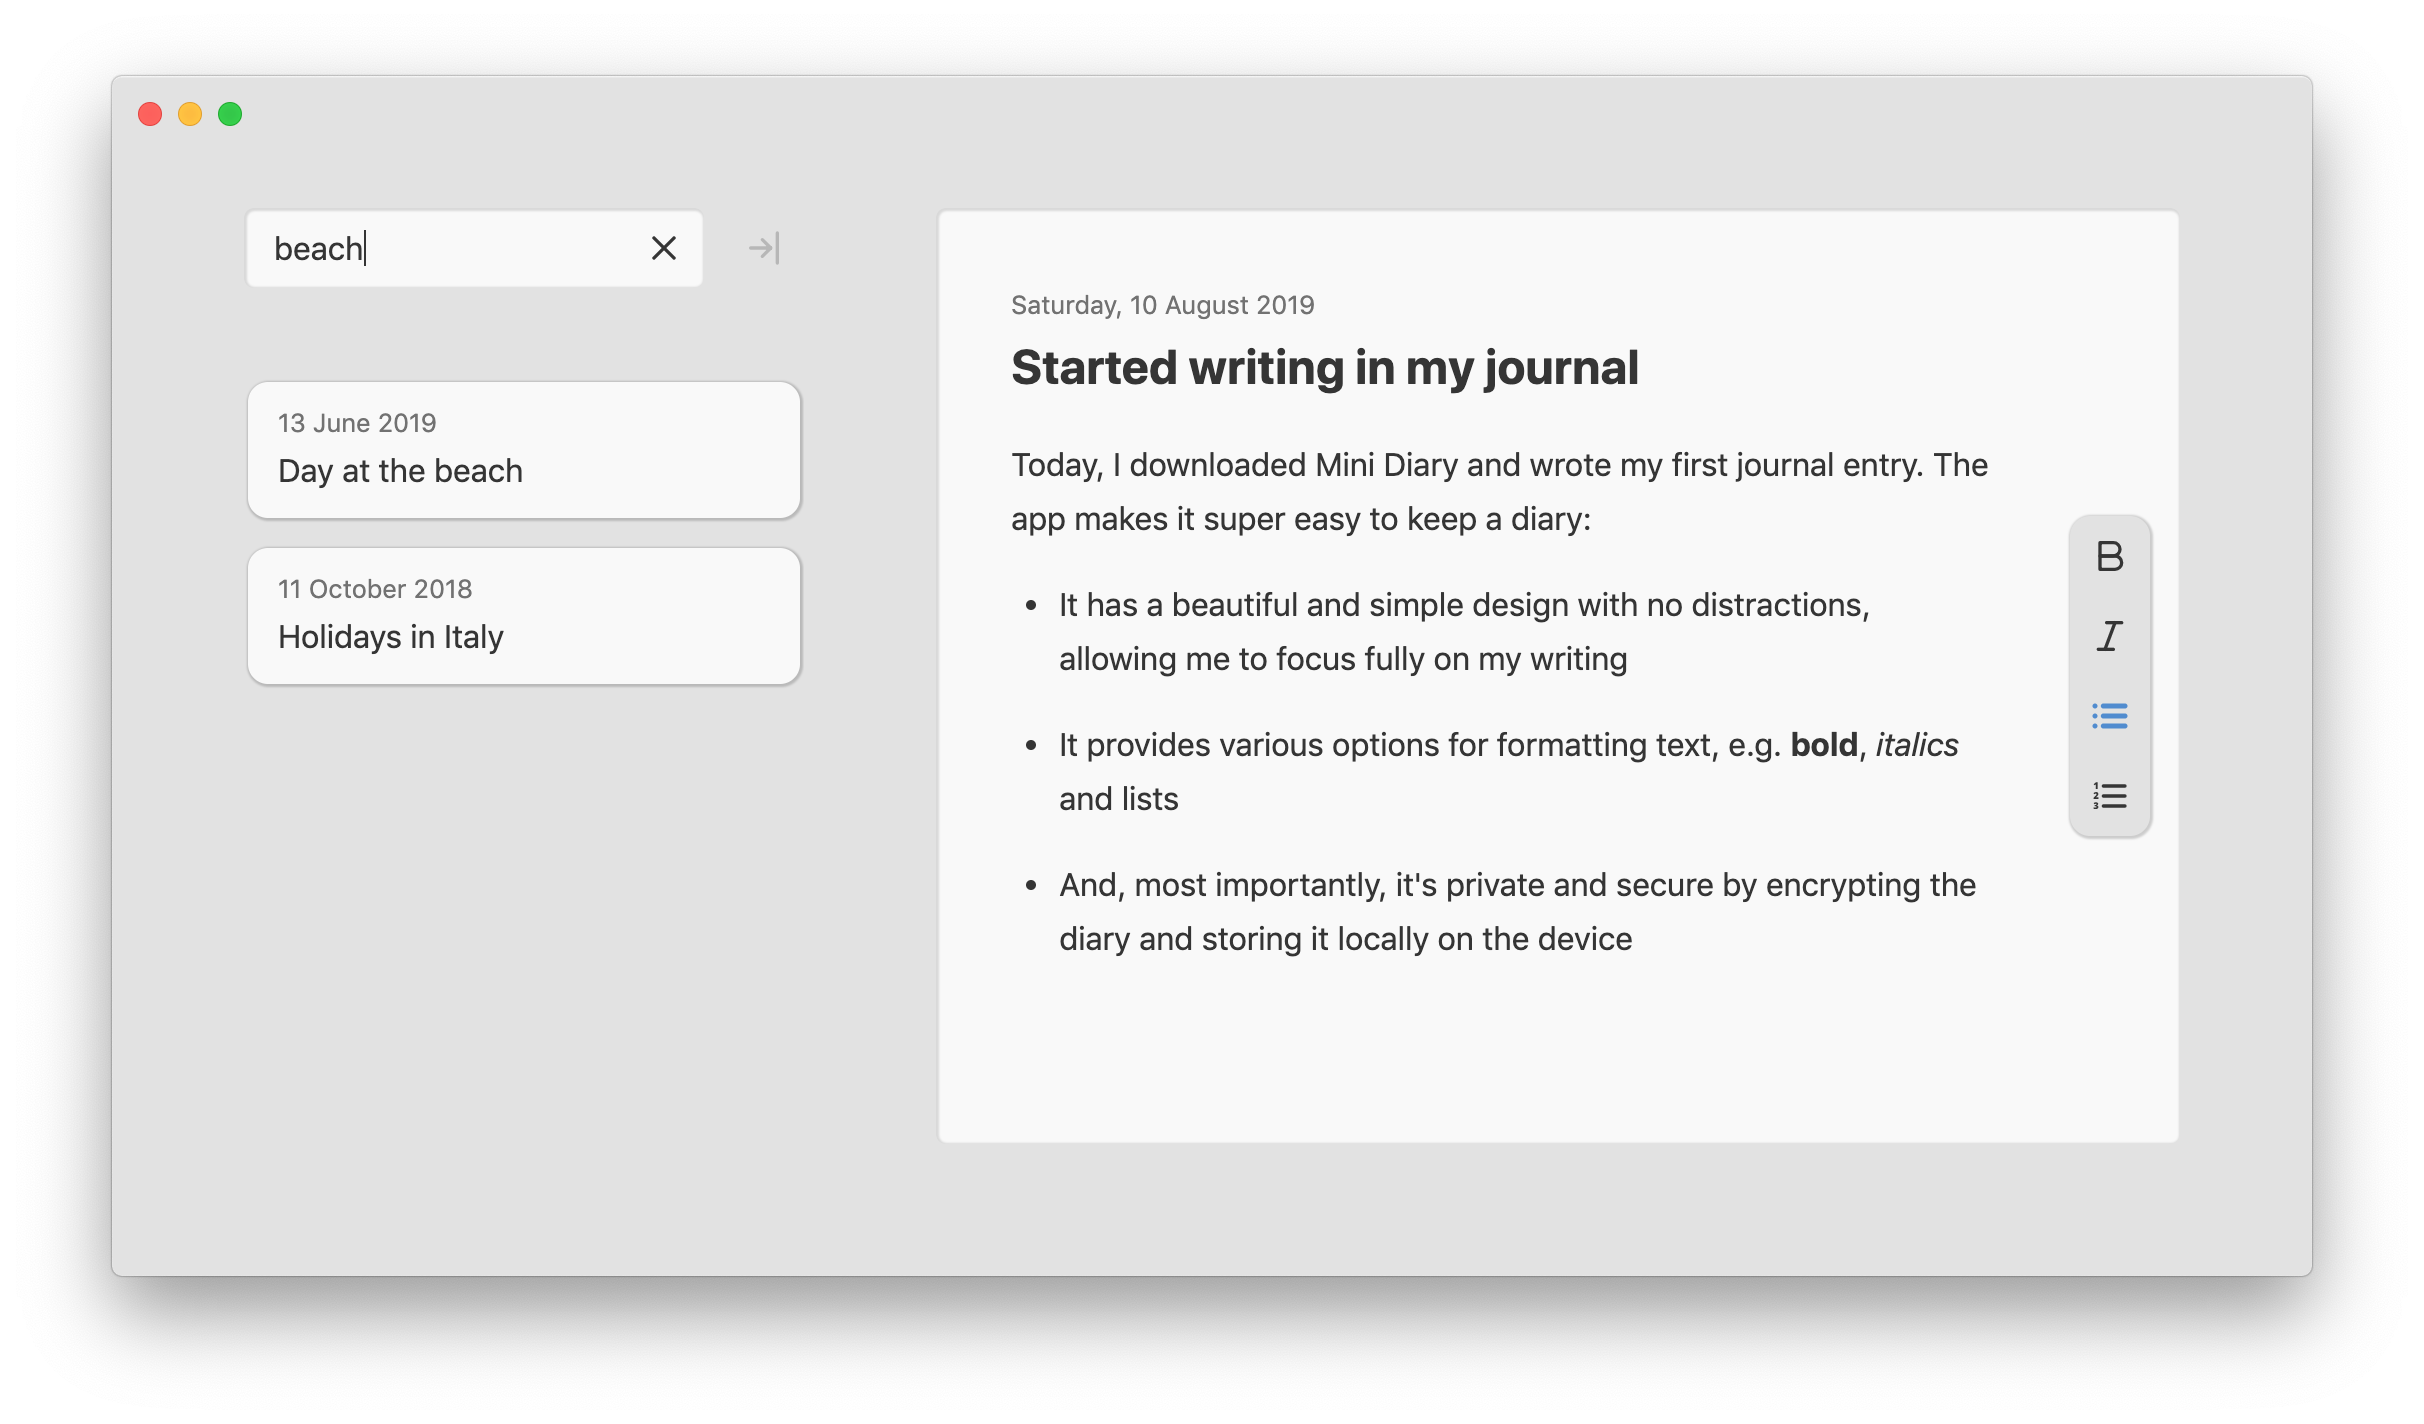 beach
13 June 2019
Day at the beach
11 October 2018
Holidays in Italy
Saturday, 10 August 2019
Started writing in my journal
Today, I downloaded Mini Diary and wrote my first journal entry. The
app makes it super easy to keep a diary:
• It has a beautiful and simple design with no distractions,
allowing me to focus fully on my writing
• It provides various options for formatting text, e.g. bold, italics
and lists
• And, most importantly, it's private and secure by encrypting the
diary and storing it locally on the device
B
I
1
2
3